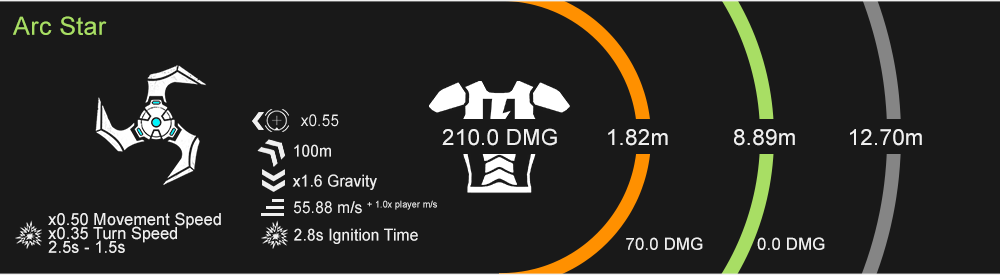 Arc Star
x0.55
100m
x1.6 Gravity
55.88 m/s + 1.0x player m/s
2.8s Ignition Time
x0.50 Movement Speed
x0.35 Turn Speed
2.5s - 1.5s
210.0 DMG
1.82m
8.89m
12.70m
70.0 DMG
0.0 DMG